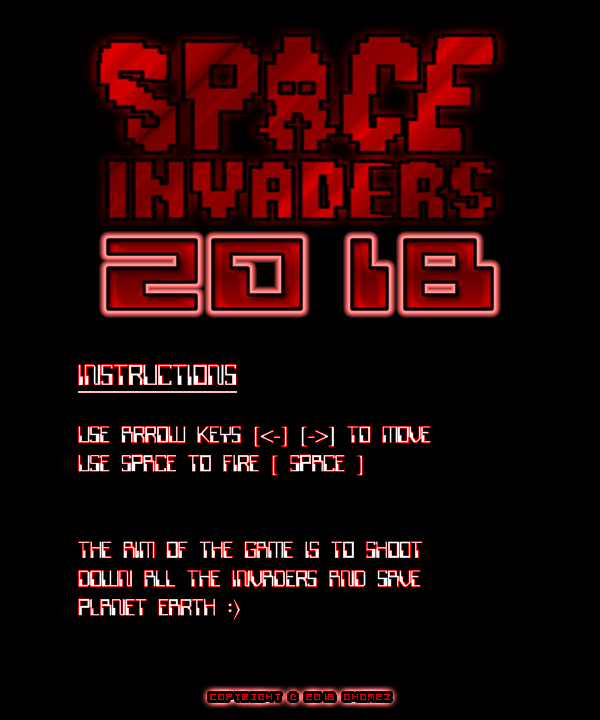 SPACE
INVADERS
2018
INSTRUCTIONS
USE ARROW KEYS [<-] [->] TO MOVE
USE SPACE TO FIRE [ SPACE ]
THE AIM OF THE GAME IS TO SHOOT
DOWN ALL THE INVADERS AND SAVE
PLANET EARTH :)
COPYRIGHT © 2018 GHOMEZ